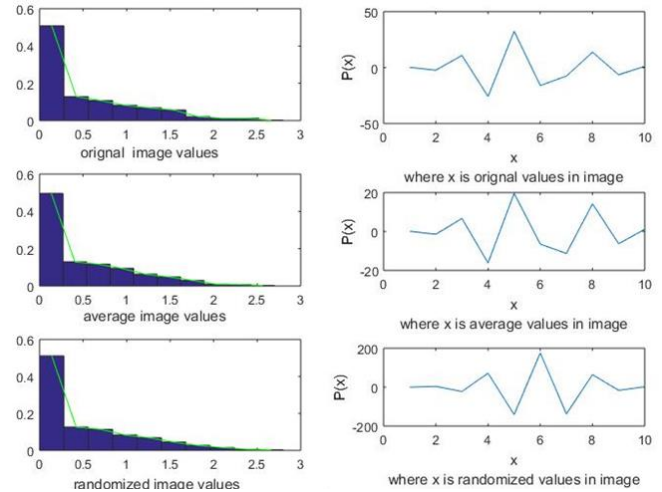 0.6
0.4
0.2
0
0 0.5 1 1.5 2 2.5 3
orignal image values
50
0
-50
P(x)
0 2 4 6 8 10
x
where x is orignal values in image
0.6
0.4
0.2
0
0 0.5 1 1.5 2 2.5 3
average image values
20
0
-20
P(x)
0 2 4 6 8 10
x
where x is average values in image
0.6
0.4
0.2
0
0 0.5 1 1.5 2 2.5 3
randomized image values
200
0
-200
P(x)
0 2 4 6 8 10
x
where x is randomized values in image